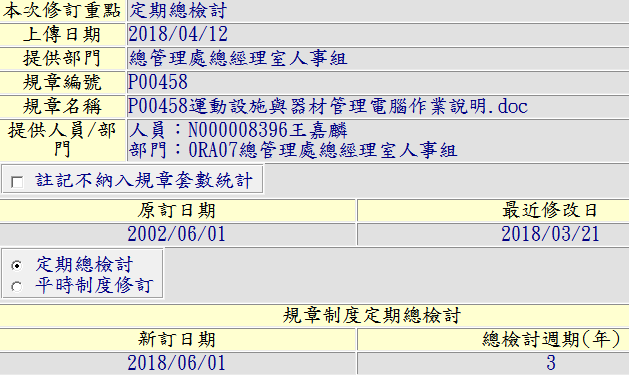 本次修訂重點 定期總檢討
上傳日期 2018/04/12
提供部門 總管理處總經理室人事組
規章編號 P00458
規章名稱 P00458運動設施與器材管理電腦作業說明.doc
提供人員/部門 人員：N000008396王嘉麟
部門：0RA07總管理處總經理室人事組
註記不納入規章套數統計
原訂日期 最近修改日
2002/06/01 2018/03/21
定期總檢討
平時制度修訂
規章制度定期總檢討
新訂日期 總檢討週期(年)
2018/06/01 3